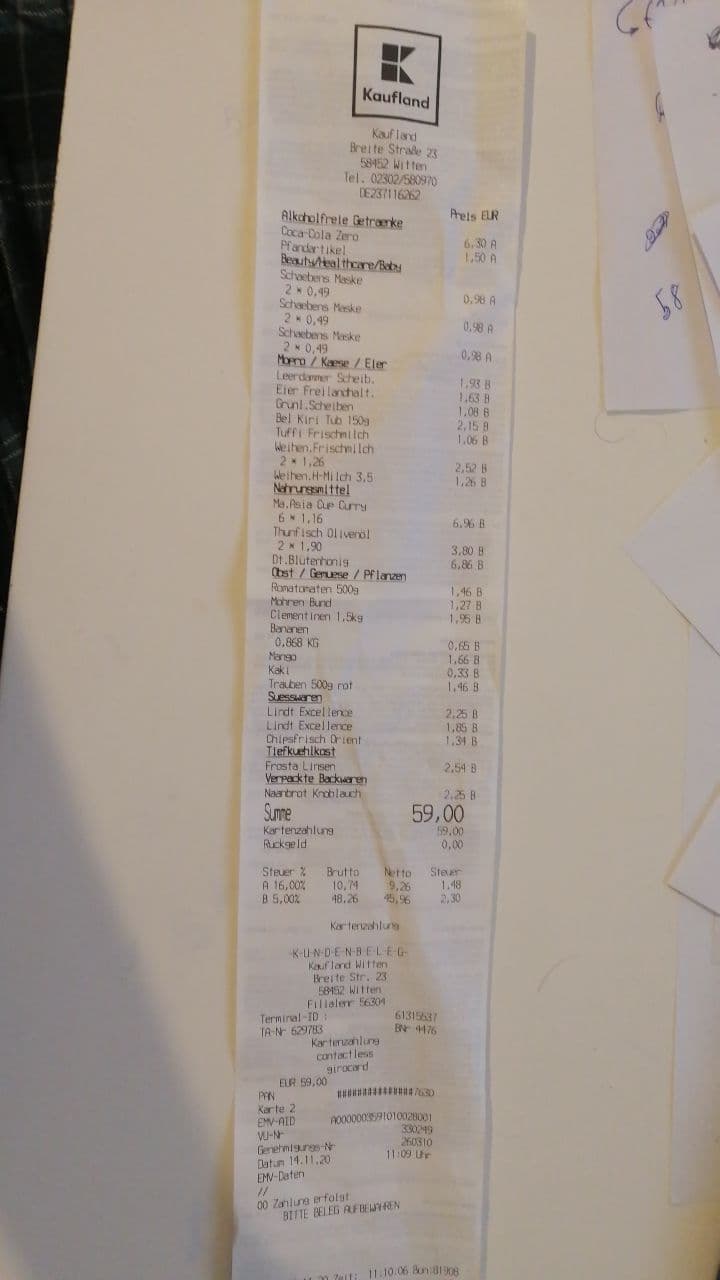 Kaufland
Kaufland
Breite Straße 23
58452 Witten
Tel. 02302/580970
DE237116262
Preis EUR
Alkoholfreie Getraenke
Coca-Cola Zero 6,30 A
Pfandartikel 1,50 A
Beauty/Healthcare/Baby
Schaebens Maske
2 * 0,49 0,98 A
Schaebens Maske
2 * 0,49 0,98 A
Schaebens Maske
2 * 0,49 0,98 A
Mopro / Kaese / Eier
Leerdammer Scheib. 1,93 B
Eier Freilandhalt. 1,63 B
Grünl.Scheiben 1,08 B
Bel Kiri Tub 150g 2,15 B
Tuffi Frischmilch 1,06 B
Weihen.Frischmilch
2 * 1,26 2,52 B
Weihen.H-Milch 3,5 1,26 B
Nahrungsmittel
Ma.Asia Cup Curry
6 * 1,16 6,96 B
Thunfisch Olivenöl
2 * 1,90 3,80 B
Dt.Blütenhonig 6,86 B
Obst / Gemuese / Pflanzen
Romatomaten 500g 1,46 B
Möhren Bund 1,27 B
Clementinen 1,5kg 1,95 B
Bananen
0,868 KG 0,65 B
Mango 1,66 B
Kaki 0,33 B
Trauben 500g rot 1,46 B
Suesswaren
Lindt Excellence 2,25 B
Lindt Excellence 1,85 B
Chipsfrisch Orient 1,34 B
Tiefkuehlkost
Frosta Linsen 2,54 B
Verpackte Backwaren
Naanbrot Knoblauch 2,25 B
Summe 59,00
Kartenzahlung 59,00
Rückgeld 0,00
Steuer % Brutto Netto Steuer
A 16,00% 10,74 9,26 1,48
B 5,00% 48,26 45,96 2,30
Kartenzahlung
-K-U-N-D-E-N-B-E-L-E-G-
Kaufland Witten
Breite Str. 23
58452 Witten
Filialenr 56304
Terminal-ID : 61315537
TA-Nr 629783 BNr 4476
Kartenzahlung
contactless
girocard
EUR 59,00
PAN ###############7630
Karte 2
EMV-AID A0000003591010028001
VU-Nr 330249
Genehmigungs-Nr 260310
Datum 14.11.20 11:09 Uhr
EMV-Daten
//
00 Zahlung erfolgt
BITTE BELEG AUFBEWAHREN
Zeit: 11:10:06 Bon:81908
58